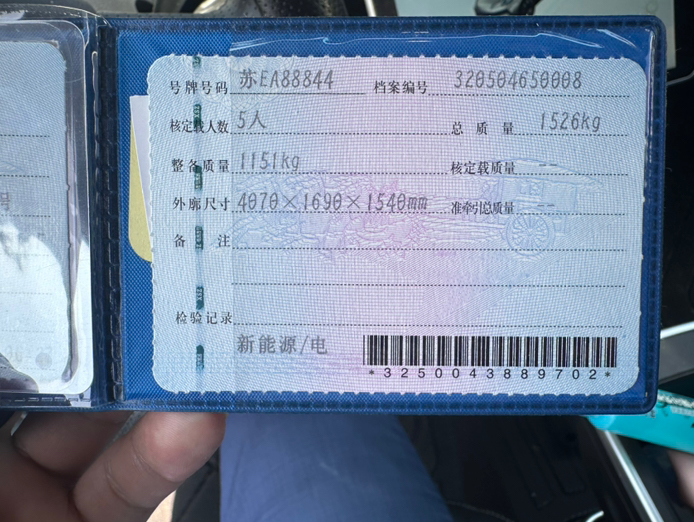 号牌号码 苏EA88844 档案编号 320504650008
核定载人数 5人 总质量 1526kg
整备质量 1151kg 核定载质量
外廓尺寸 4070×1690×1540mm 准牵引总质量
备注
检验记录
新能源/电
*3250043889702*
号